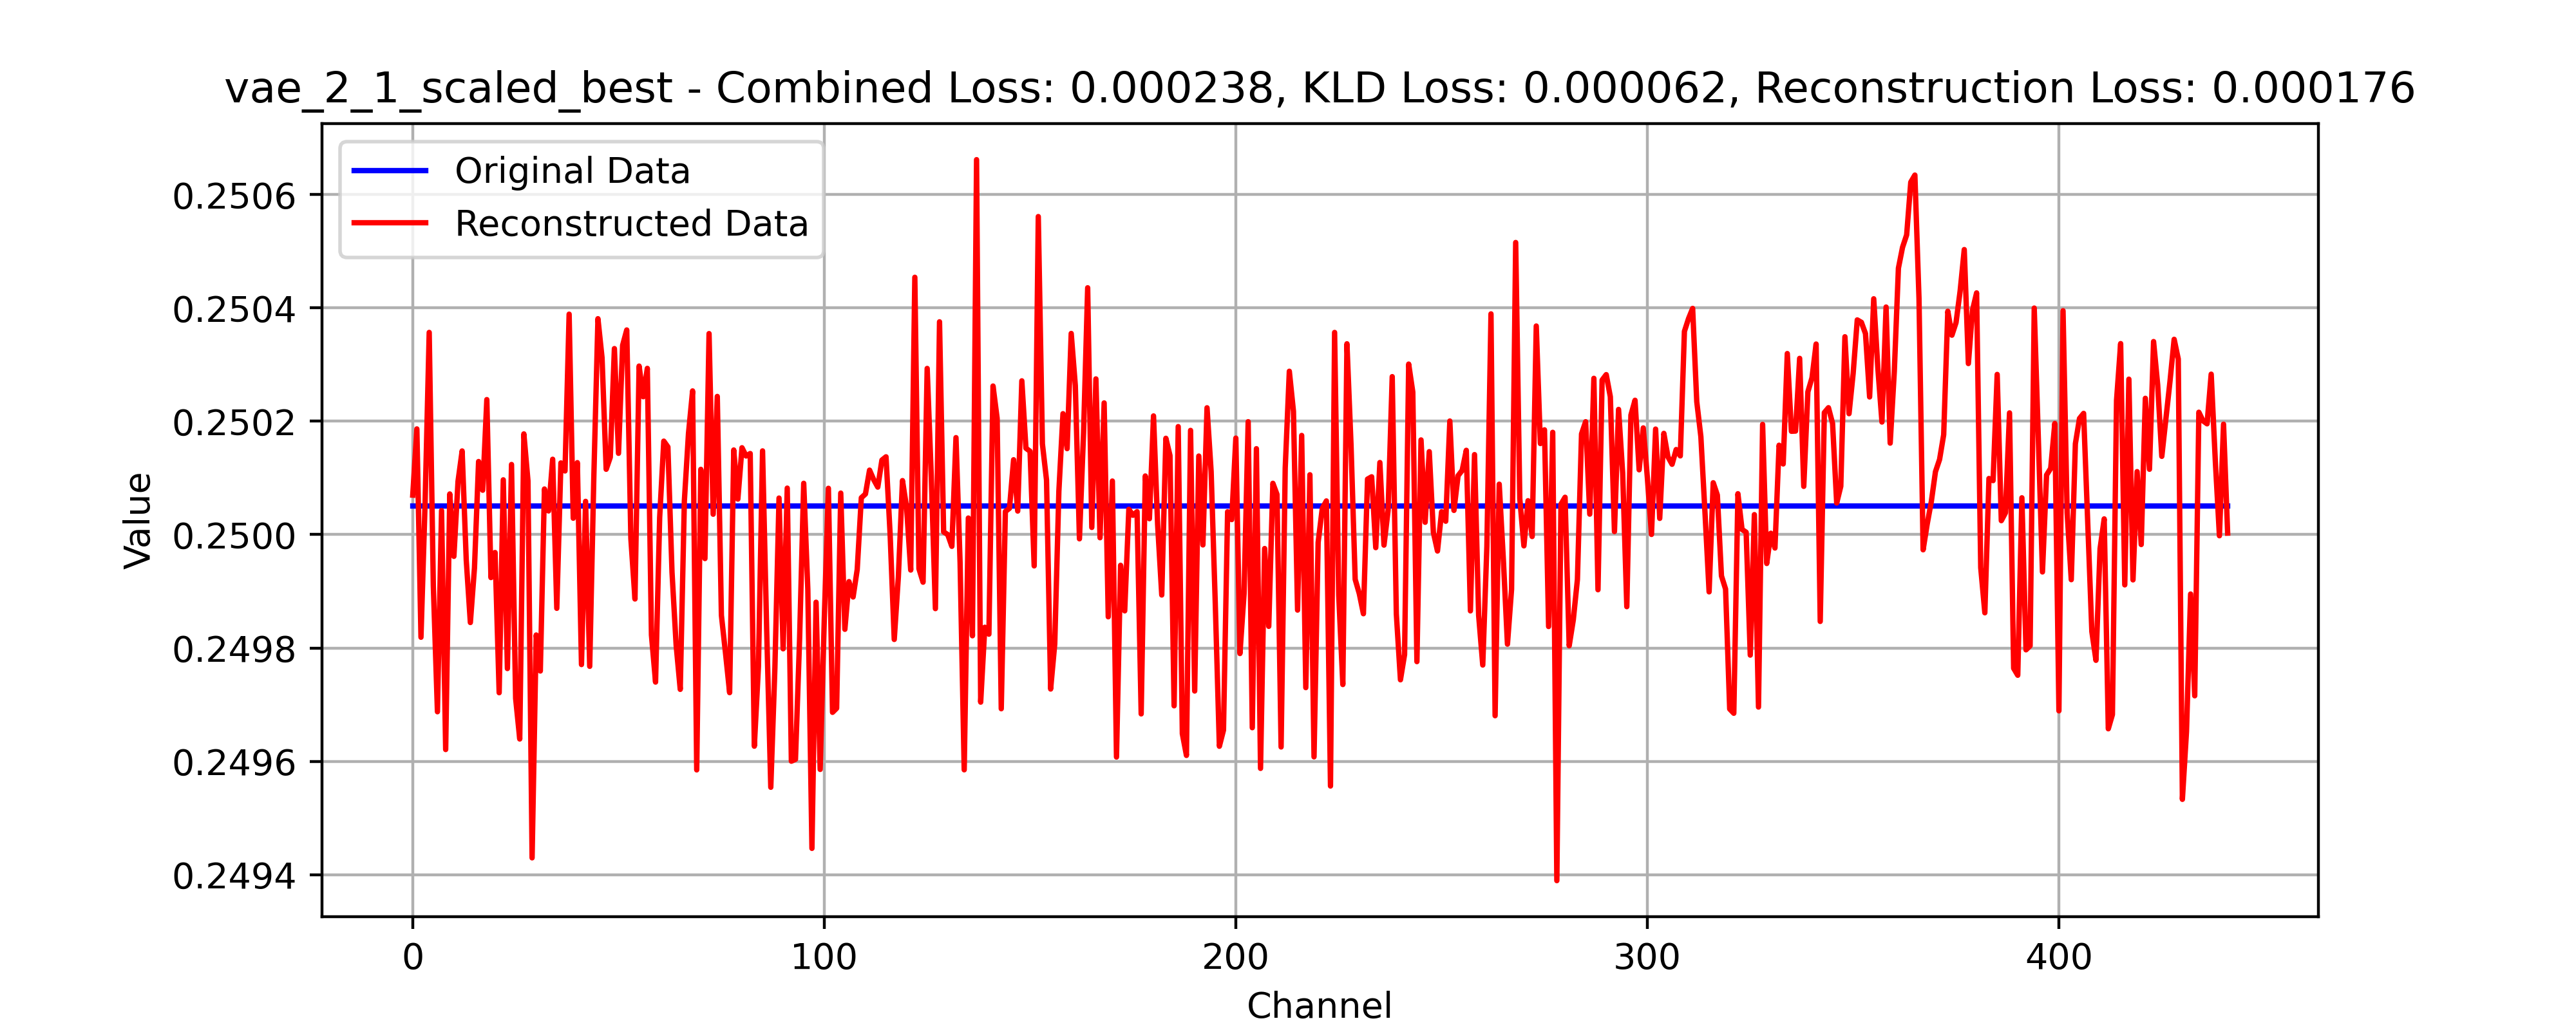 vae_2_1_scaled_best - Combined Loss: 0.000238, KLD Loss: 0.000062, Reconstruction Loss: 0.000176
Original Data
Reconstructed Data
0.2506
0.2504
0.2502
0.2500
0.2498
0.2496
0.2494
Value
0 100 200 300 400
Channel